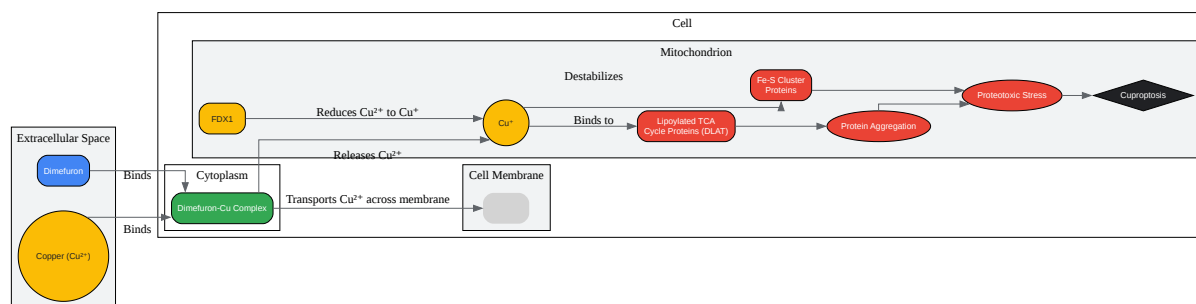 Cell
Mitochondrion
Destabilizes
Fe-S Cluster
Proteins
Proteotoxic Stress
Cuproptosis
FDX1
Reduces Cu²⁺ to Cu⁺
Cu⁺
Binds to
Lipoylated TCA
Cycle Proteins (DLAT)
Protein Aggregation
Extracellular Space
Releases Cu²⁺
Dimefuron
Binds
Cytoplasm
Cell Membrane
Dimefuron-Cu Complex
Transports Cu²⁺ across membrane
Binds
Copper (Cu²⁺)